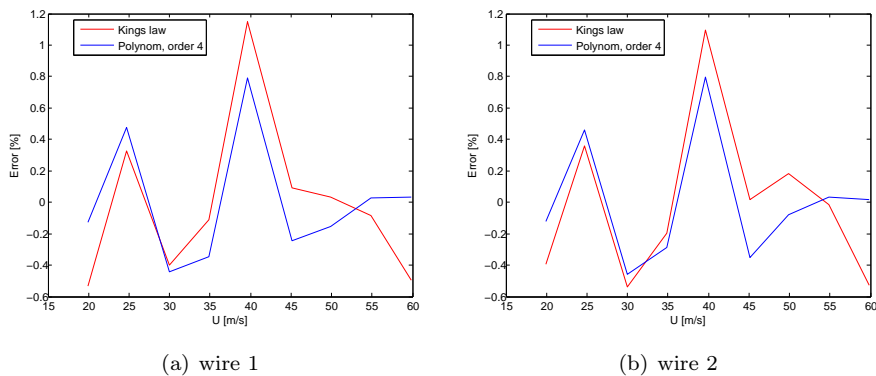 Kings law
Polynom, order 4
1.2
1
0.8
0.6
0.4
0.2
0
−0.2
−0.4
−0.6
Error [%]
15 20 25 30 35 40 45 50 55 60
U [m/s]
(a) wire 1
Kings law
Polynom, order 4
1.2
1
0.8
0.6
0.4
0.2
0
−0.2
−0.4
−0.6
Error [%]
15 20 25 30 35 40 45 50 55 60
U [m/s]
(b) wire 2